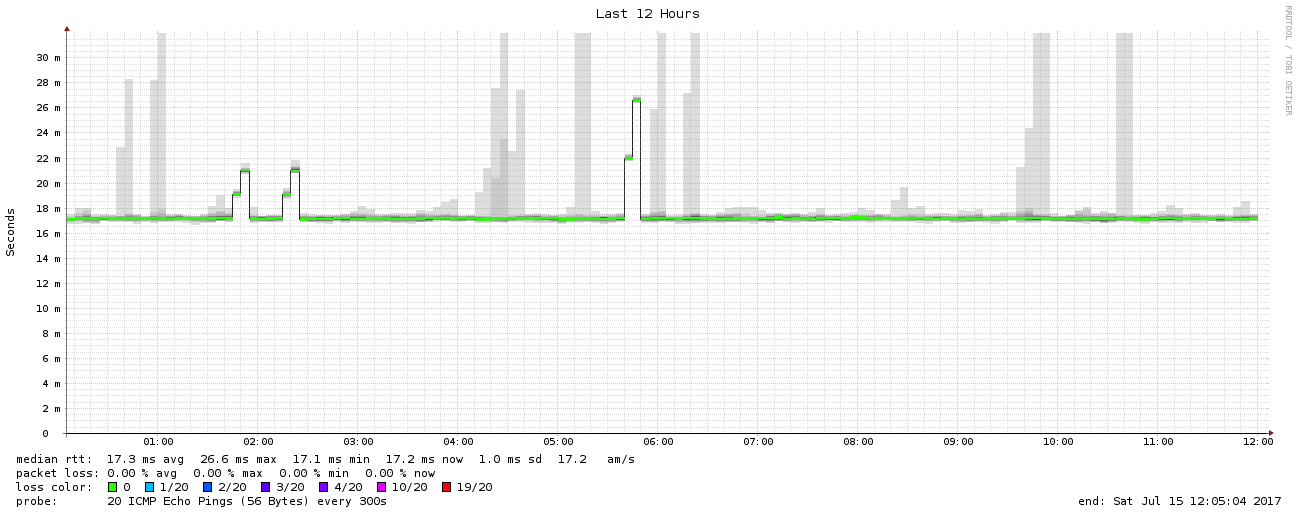 Last 12 Hours
RRDTOOL / TOBI OETIKER
Seconds
30 m
28 m
26 m
24 m
22 m
20 m
18 m
16 m
14 m
12 m
10 m
8 m
6 m
4 m
2 m
0
01:00 02:00 03:00 04:00 05:00 06:00 07:00 08:00 09:00 10:00 11:00 12:00
median rtt: 17.3 ms avg 26.6 ms max 17.1 ms min 17.2 ms now 1.0 ms sd 17.2 am/s
packet loss: 0.00 % avg 0.00 % max 0.00 % min 0.00 % now
loss color: 0 1/20 2/20 3/20 4/20 10/20 19/20
probe: 20 ICMP Echo Pings (56 Bytes) every 300s end: Sat Jul 15 12:05:04 2017